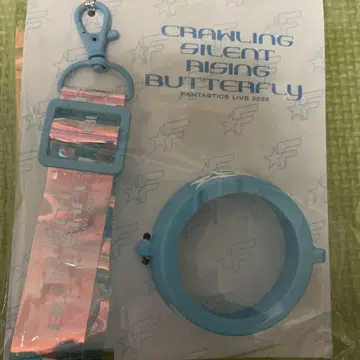 CRAWLING
SILENT
RISING
BUTTERFLY
FANTASTICS LIVE 2025